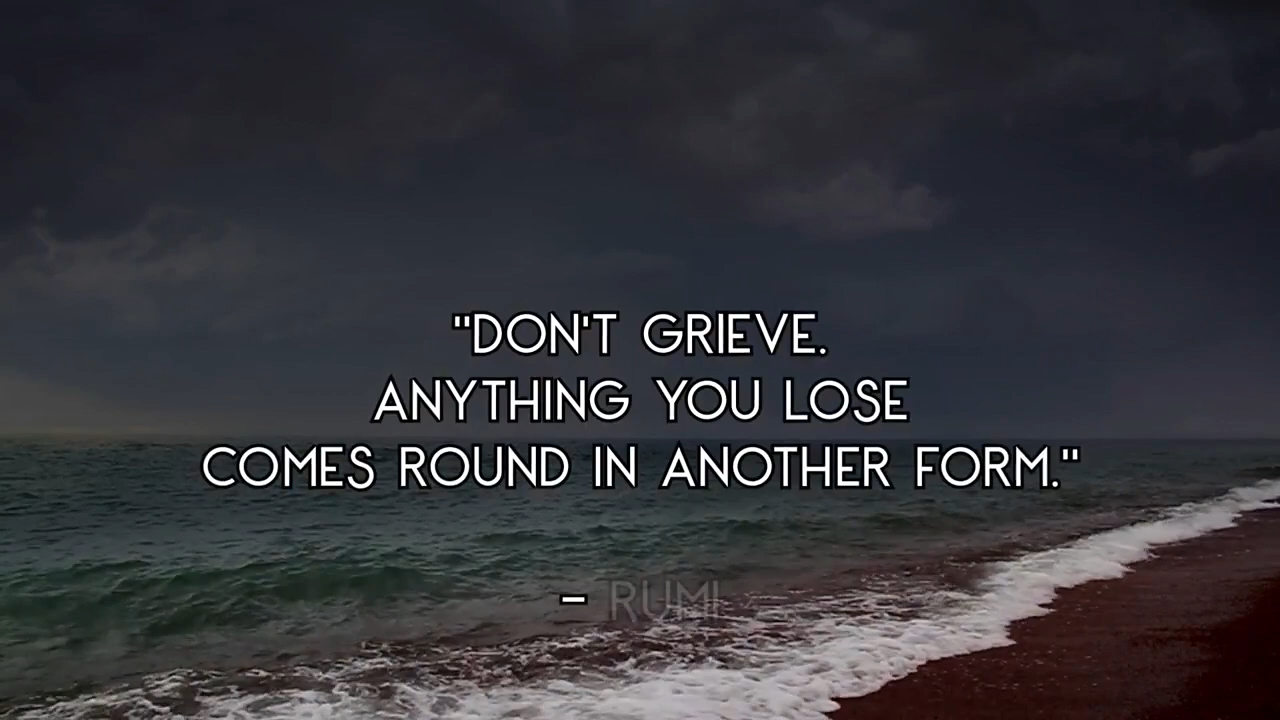 "DON'T GRIEVE.
ANYTHING YOU LOSE
COMES ROUND IN ANOTHER FORM."
- RUMI